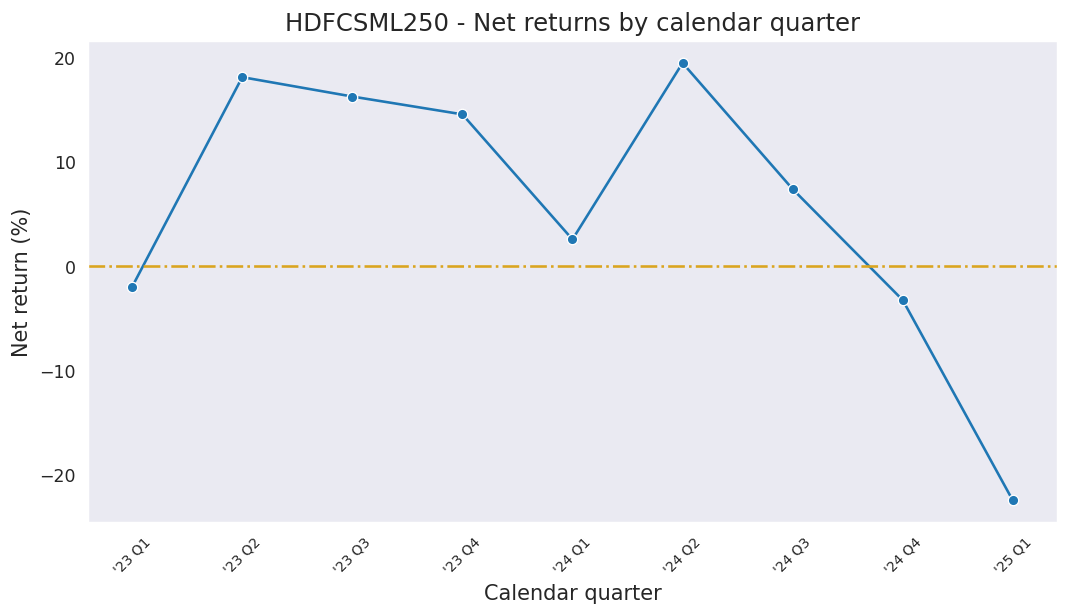 HDFCSML250 - Net returns by calendar quarter
Net return (%)
20
10
0
−10
−20
'23 Q1
'23 Q2
'23 Q3
'23 Q4
'24 Q1
'24 Q2
'24 Q3
'24 Q4
'25 Q1
Calendar quarter